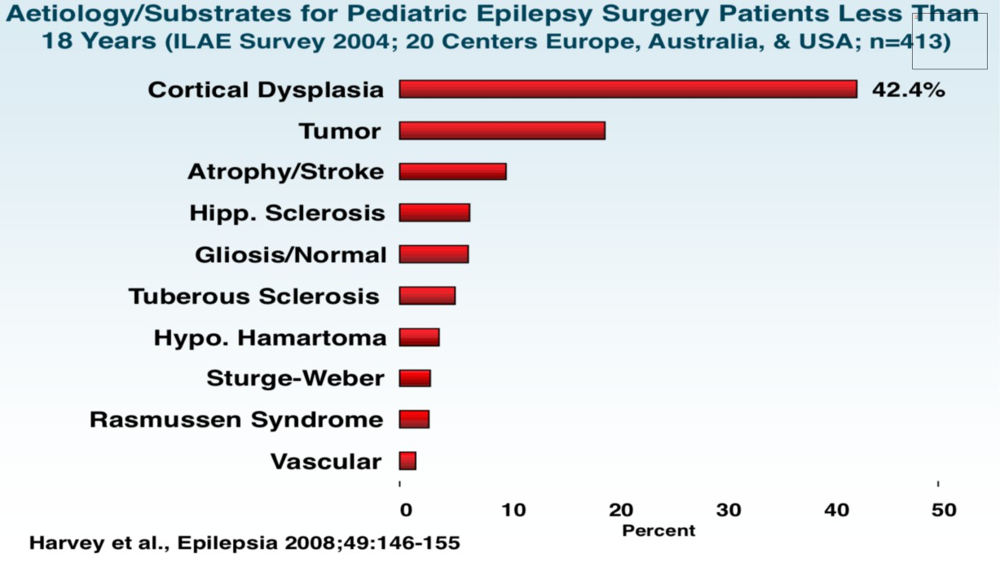 Aetiology/Substrates for Pediatric Epilepsy Surgery Patients Less Than
18 Years (ILAE Survey 2004; 20 Centers Europe, Australia, & USA; n=413)
Cortical Dysplasia 42.4%
Tumor
Atrophy/Stroke
Hipp. Sclerosis
Gliosis/Normal
Tuberous Sclerosis
Hypo. Hamartoma
Sturge-Weber
Rasmussen Syndrome
Vascular
0 10 20 30 40 50
Percent
Harvey et al., Epilepsia 2008;49:146-155